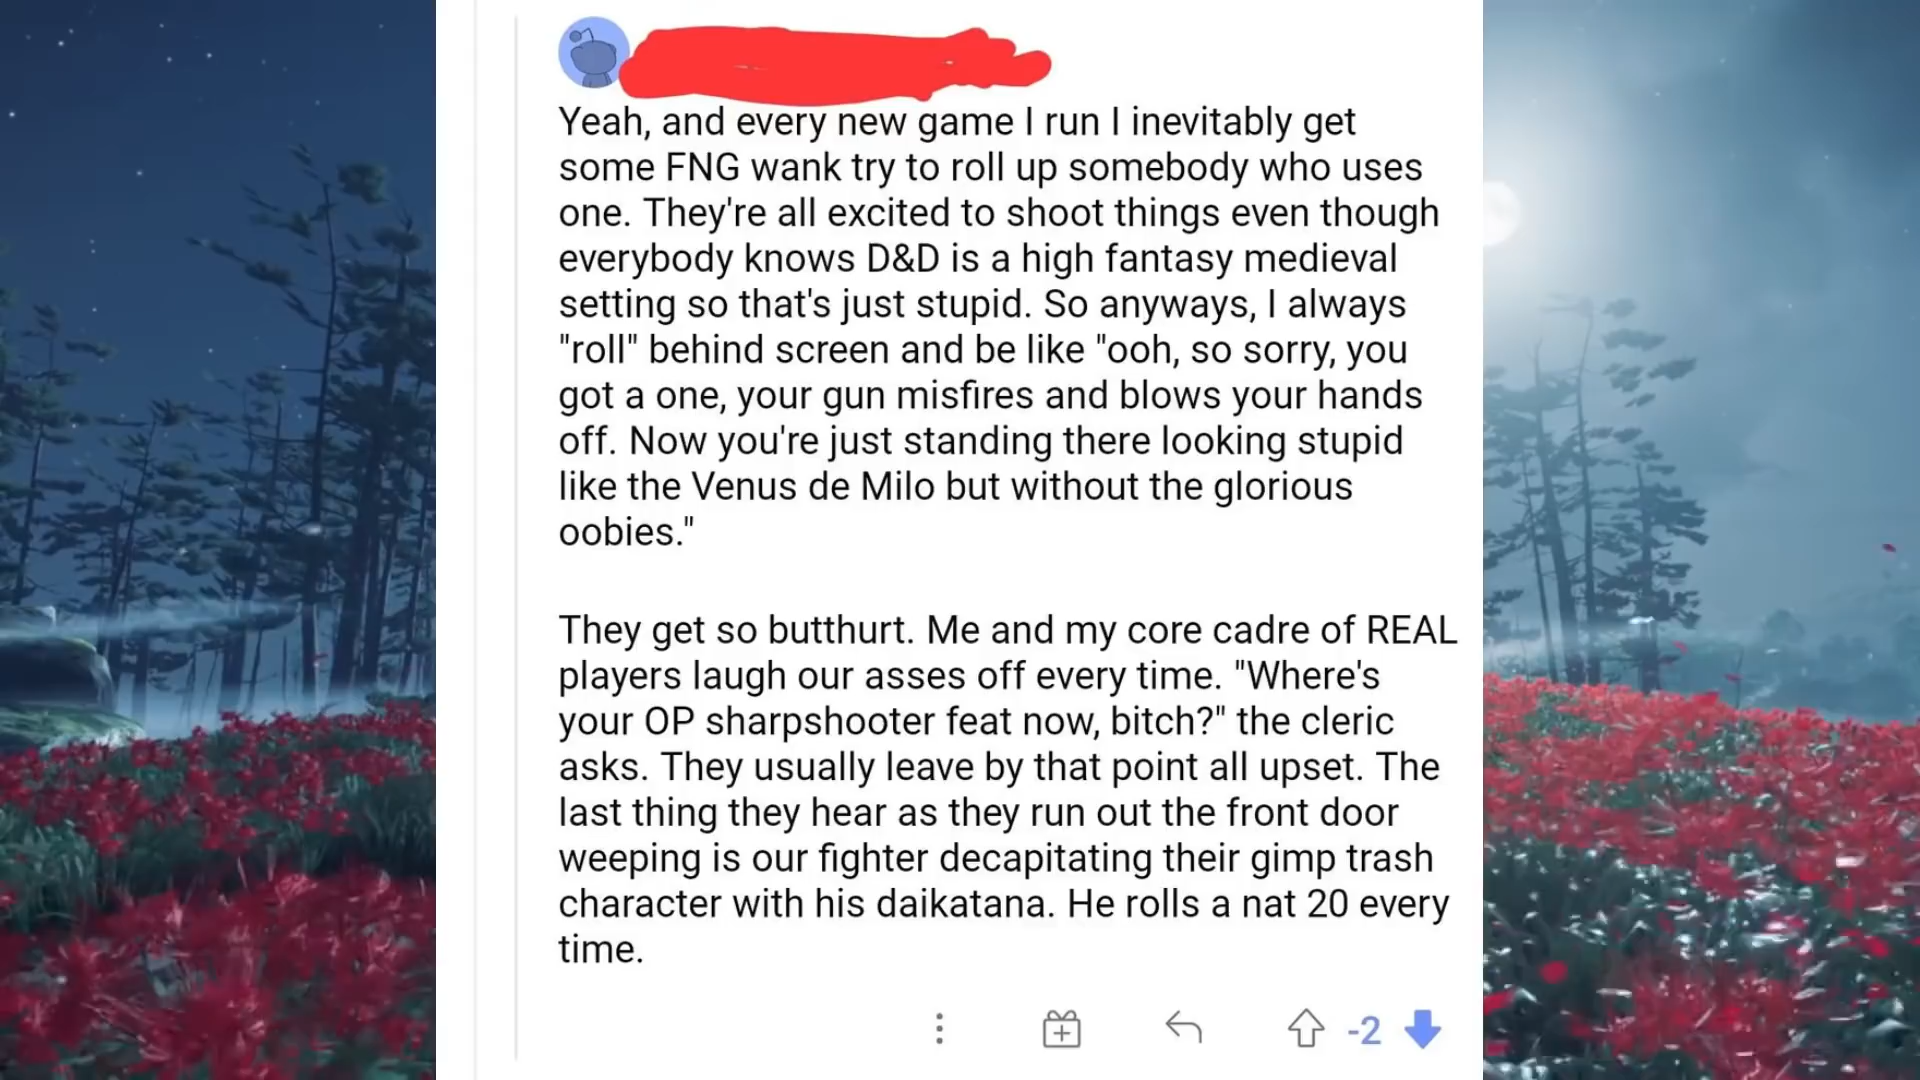 Yeah, and every new game I run I inevitably get
some FNG wank try to roll up somebody who uses
one. They're all excited to shoot things even though
everybody knows D&D is a high fantasy medieval
setting so that's just stupid. So anyways, I always
"roll" behind screen and be like "ooh, so sorry, you
got a one, your gun misfires and blows your hands
off. Now you're just standing there looking stupid
like the Venus de Milo but without the glorious
oobies."
They get so butthurt. Me and my core cadre of REAL
players laugh our asses off every time. "Where's
your OP sharpshooter feat now, bitch?" the cleric
asks. They usually leave by that point all upset. The
last thing they hear as they run out the front door
weeping is our fighter decapitating their gimp trash
character with his daikatana. He rolls a nat 20 every
time.
-2